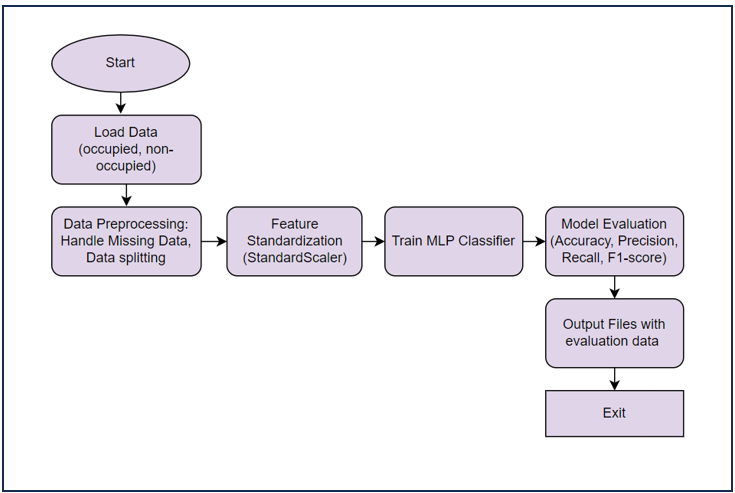 Start
Load Data
(occupied, non-
occupied)
Data Preprocessing:
Handle Missing Data,
Data splitting
Feature
Standardization
(StandardScaler)
Train MLP Classifier
Model Evaluation
(Accuracy, Precision,
Recall, F1-score)
Output Files with
evaluation data
Exit